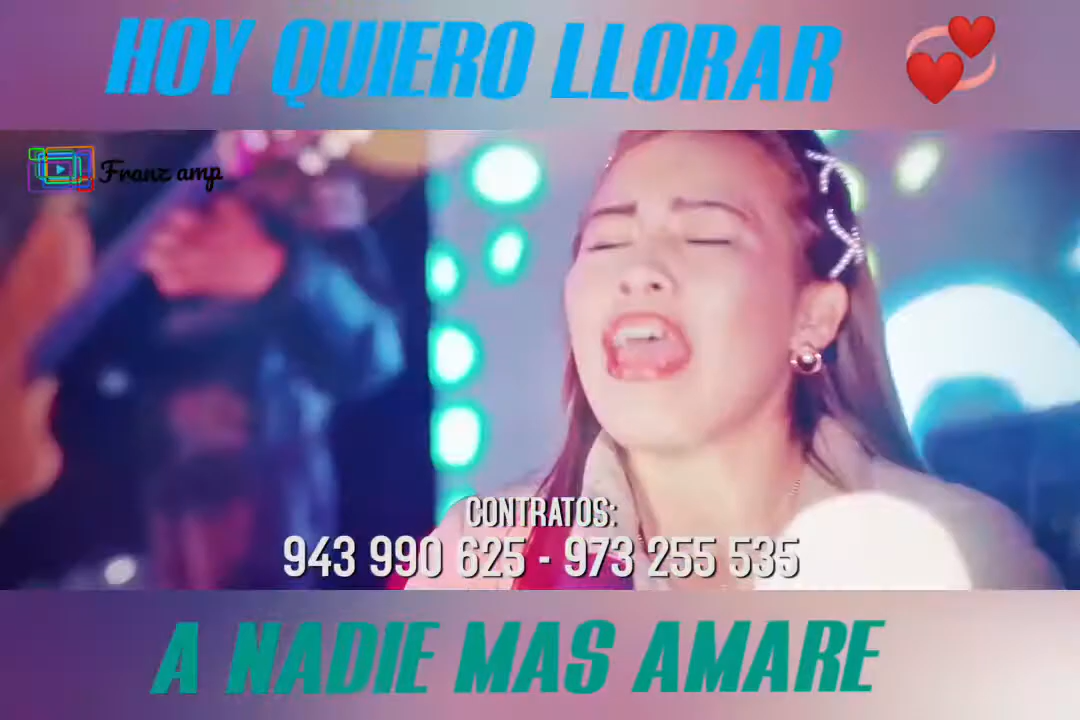 HOY QUIERO LLORAR
Franz amp
CONTRATOS:
943 990 625 - 973 255 535
A NADIE MAS AMARE